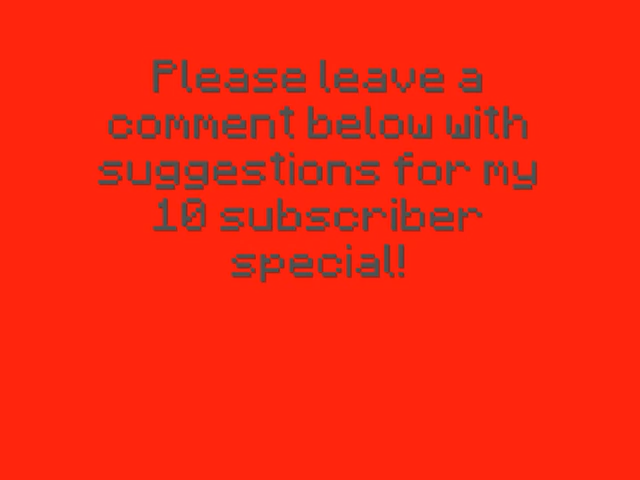 Please leave a
comment below with
suggestions for my
10 subscriber
special!